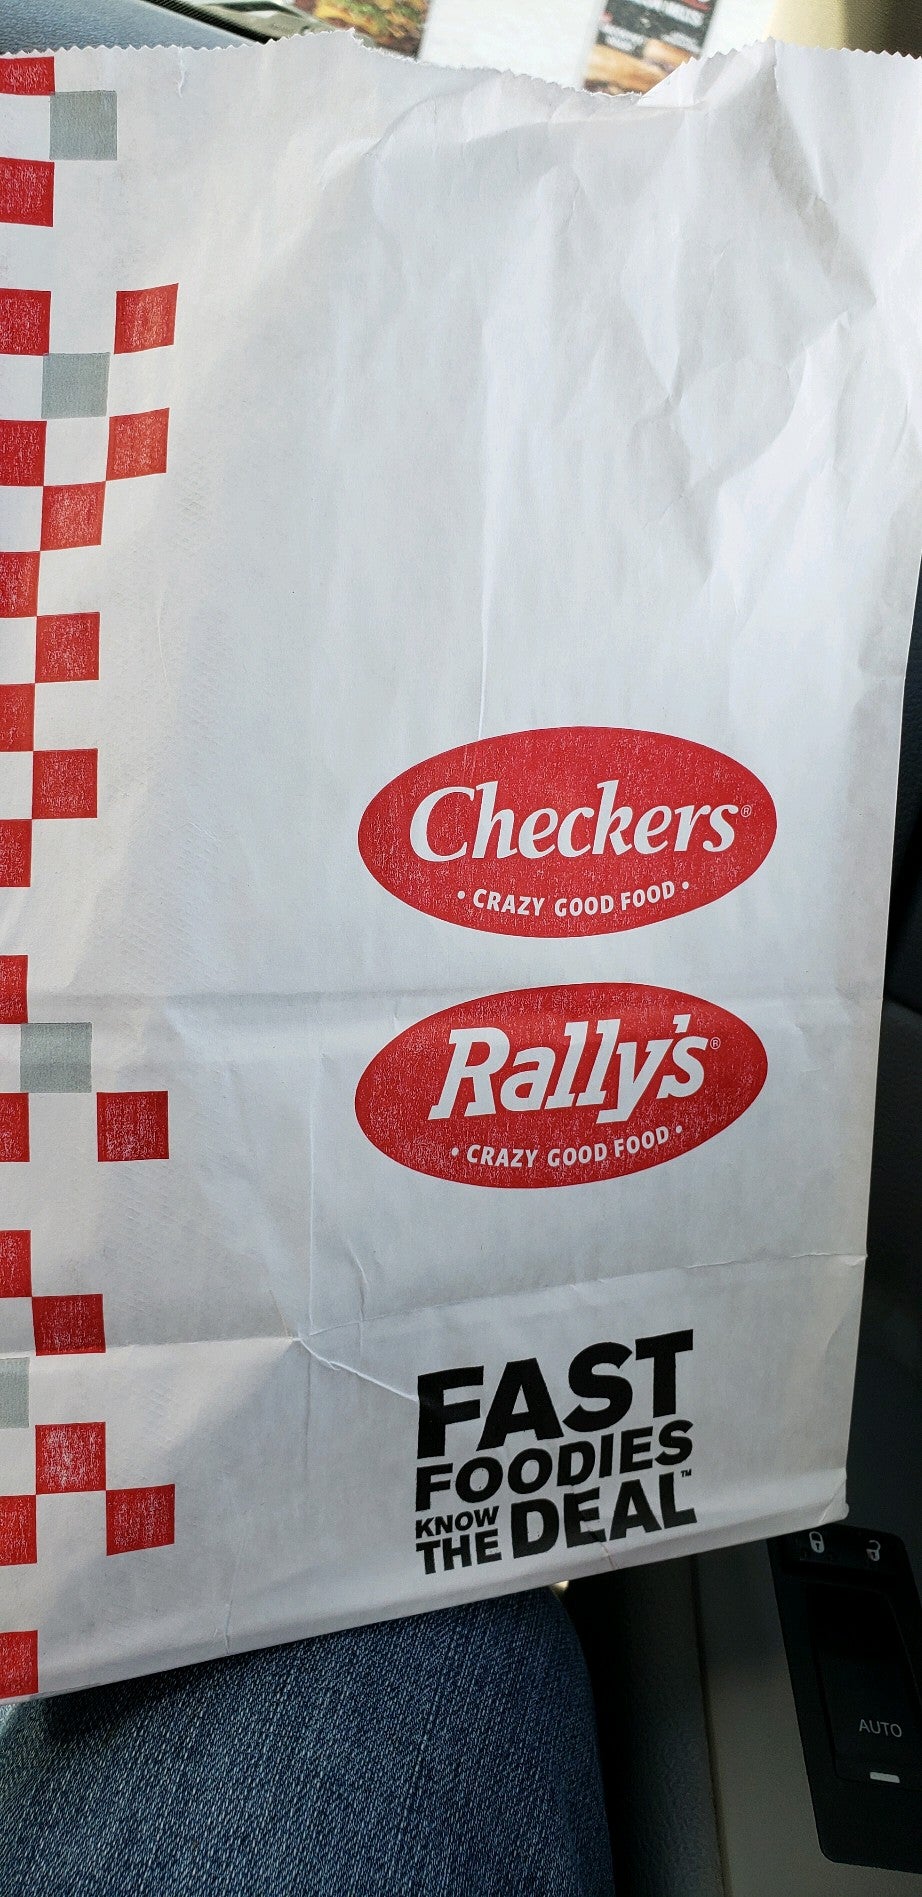 Checkers®
• CRAZY GOOD FOOD •
Rally's®
• CRAZY GOOD FOOD •
FAST
FOODIES
KNOW
THE DEAL™
AUTO